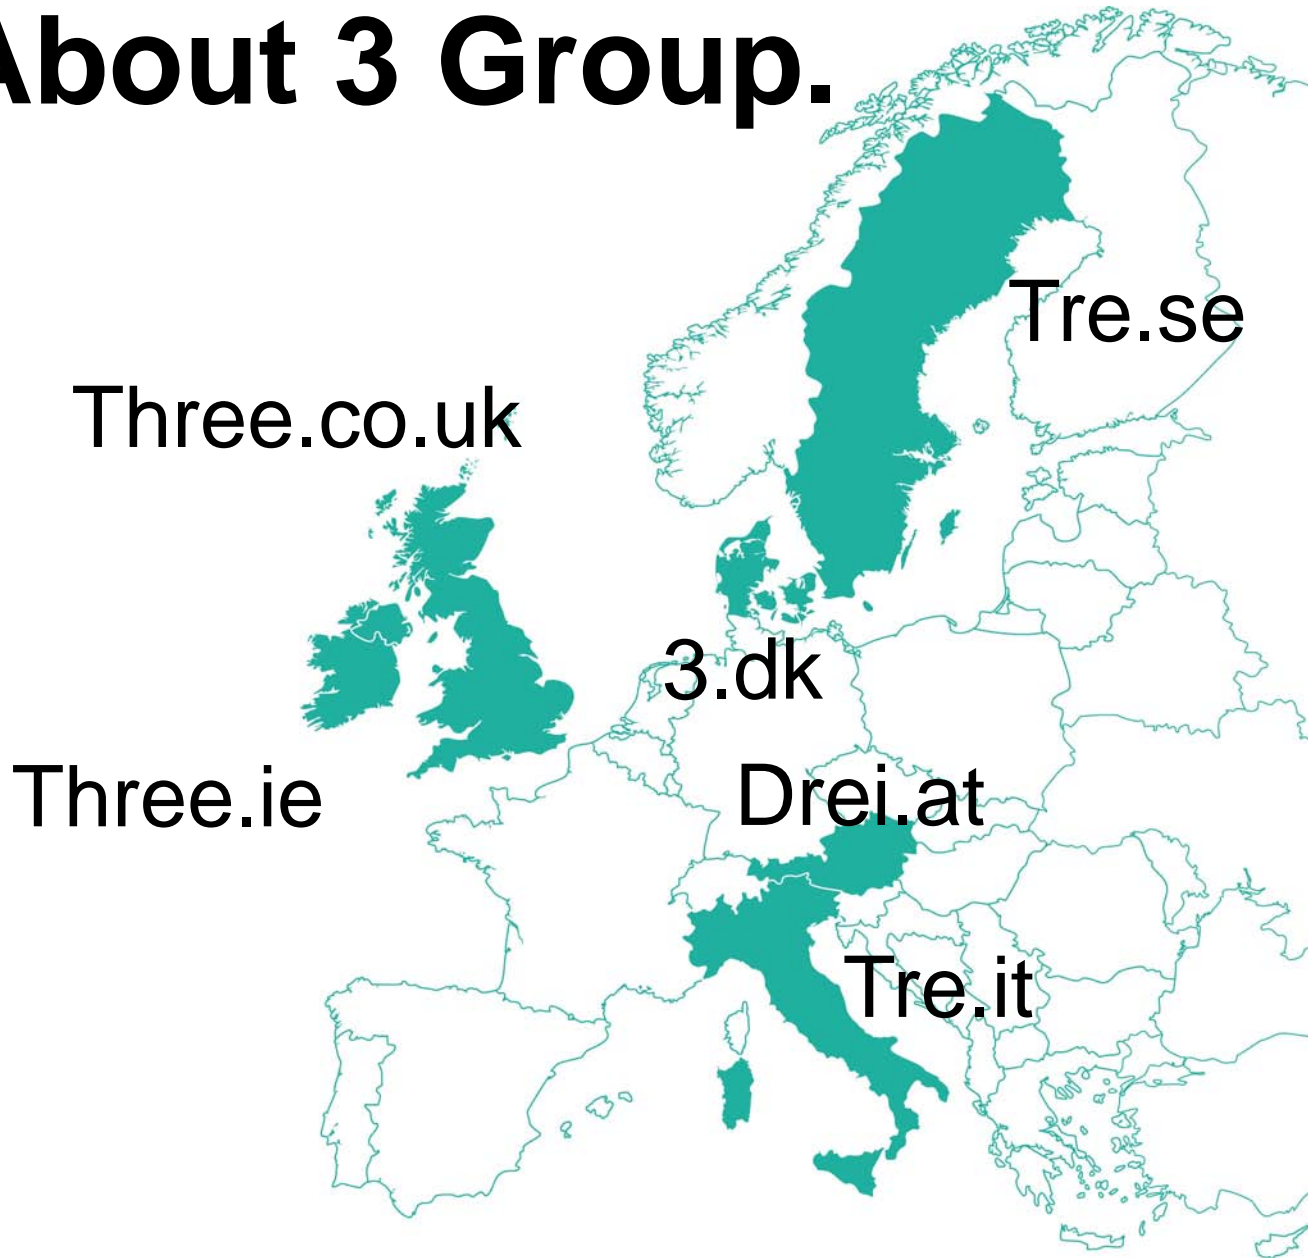 About 3 Group.
Tre.se
Three.co.uk
3.dk
Three.ie
Drei.at
Tre.it